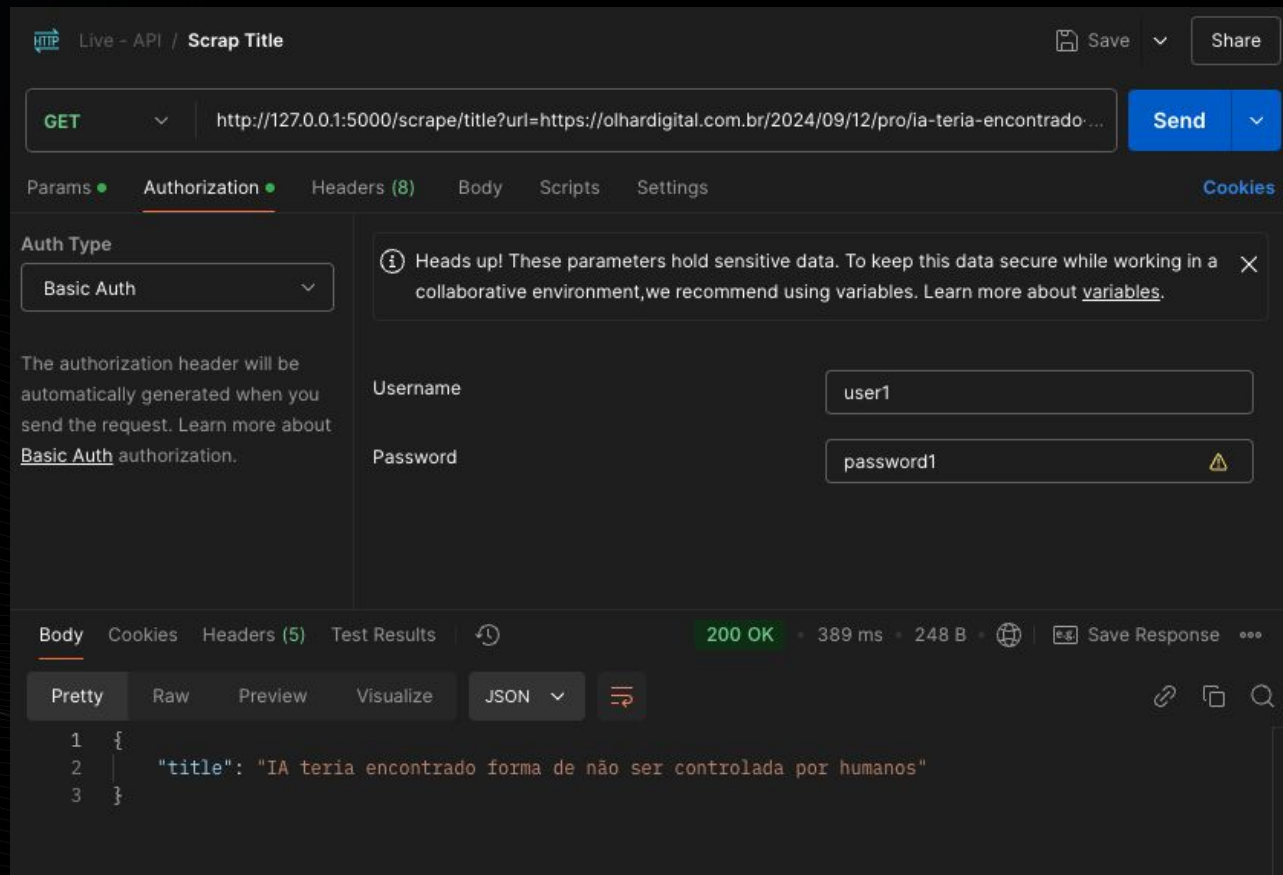 HTTP Live - API / Scrap Title Save Share
GET http://127.0.0.1:5000/scrape/title?url=https://olhardigital.com.br/2024/09/12/pro/ia-teria-encontrado-... Send
Params Authorization Headers (8) Body Scripts Settings Cookies
Auth Type
Basic Auth
The authorization header will be
automatically generated when you
send the request. Learn more about
Basic Auth authorization.
Heads up! These parameters hold sensitive data. To keep this data secure while working in a
collaborative environment,we recommend using variables. Learn more about variables.
Username user1
Password password1
Body Cookies Headers (5) Test Results 200 OK 389 ms 248 B e.g. Save Response
Pretty Raw Preview Visualize JSON
1 {
2 "title": "IA teria encontrado forma de não ser controlada por humanos"
3 }